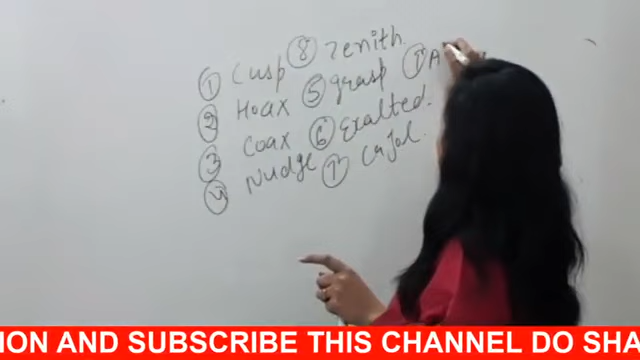 ① Cusp
② Hoax
③ Coax
④ Nudge
⑧ Zenith
⑤ grasp
⑥ Exalted.
⑦ Cajol.
① A
ION AND SUBSCRIBE THIS CHANNEL DO SHA